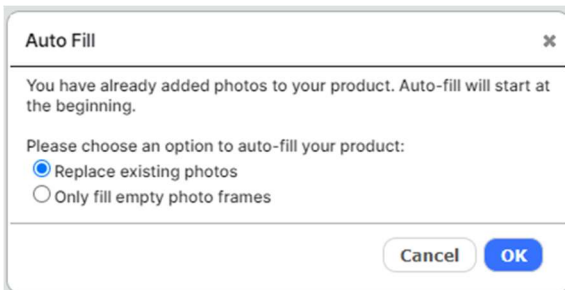 Auto Fill
You have already added photos to your product. Auto-fill will start at
the beginning.
Please choose an option to auto-fill your product:
Replace existing photos
Only fill empty photo frames
Cancel OK